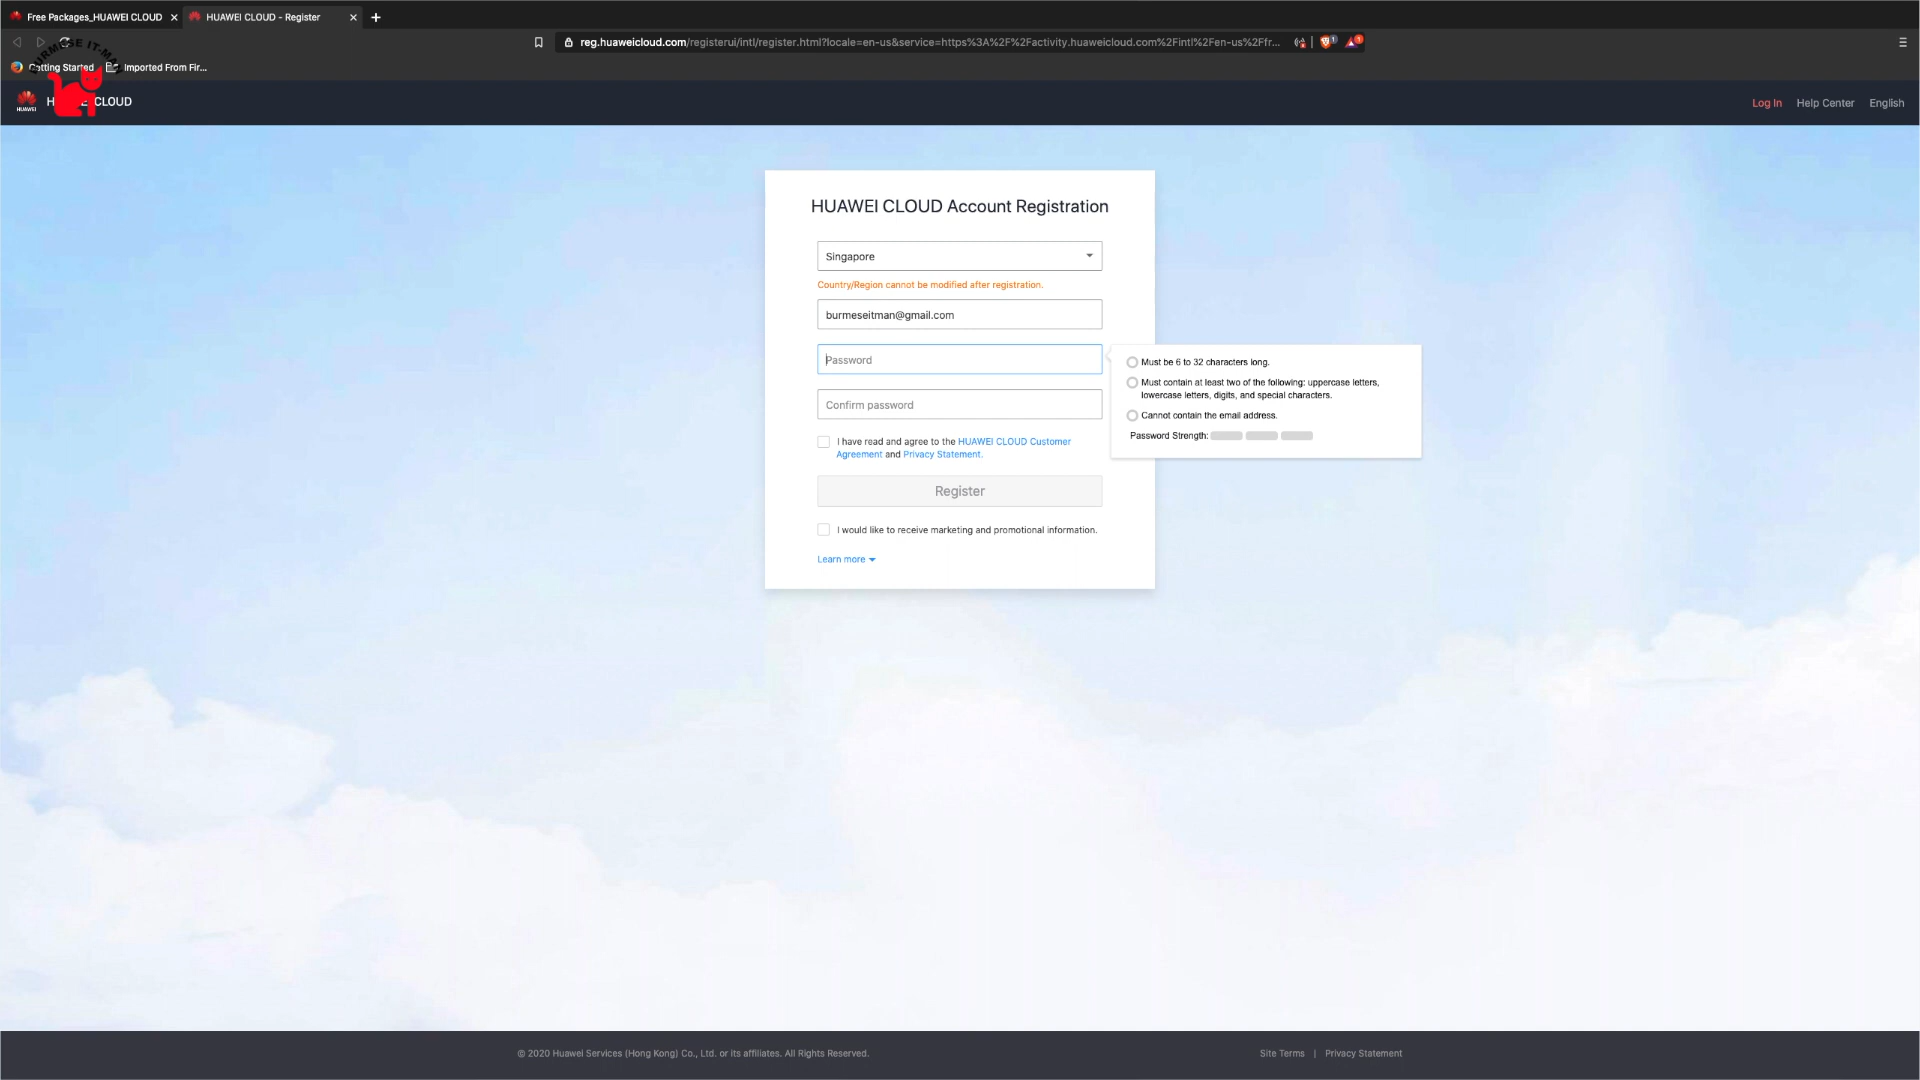 Free Packages_HUAWEI CLOUD
HUAWEI CLOUD - Register
reg.huaweicloud.com/registerui/intl/register.html?locale=en-us&service=https%3A%2F%2Factivity.huaweicloud.com%2Fintl%2Fen-us%2Ffr...
Getting Started
Imported From Fir...
BURMESE IT-MAN
HUAWEI
CLOUD
Log In
Help Center
English
HUAWEI CLOUD Account Registration
Singapore
Country/Region cannot be modified after registration.
burmeseitman@gmail.com
Password
Must be 6 to 32 characters long.
Must contain at least two of the following: uppercase letters,
lowercase letters, digits, and special characters.
Cannot contain the email address.
Password Strength:
Confirm password
I have read and agree to the HUAWEI CLOUD Customer
Agreement and Privacy Statement.
Register
I would like to receive marketing and promotional information.
Learn more
© 2020 Huawei Services (Hong Kong) Co., Ltd. or its affiliates. All Rights Reserved.
Site Terms | Privacy Statement